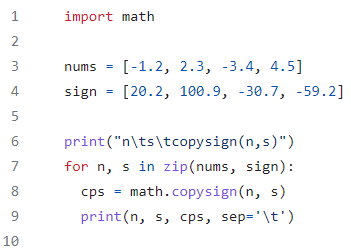 1 import math
2
3 nums = [-1.2, 2.3, -3.4, 4.5]
4 sign = [20.2, 100.9, -30.7, -59.2]
5
6 print("n\ts\tcopysign(n,s)")
7 for n, s in zip(nums, sign):
8   cps = math.copysign(n, s)
9   print(n, s, cps, sep='\t')
10